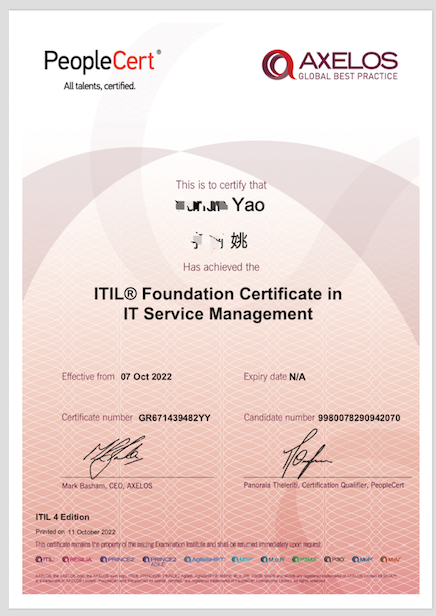 PeopleCert®
All talents, certified.
AXELOS
GLOBAL BEST PRACTICE
This is to certify that
Yao
姚
Has achieved the
ITIL® Foundation Certificate in
IT Service Management
Effective from 07 Oct 2022
Expiry date N/A
Certificate number GR671439482YY
Candidate number 9980078290942070
Mark Basham, CEO, AXELOS
Panoraia Theleriti, Certification Qualifier, PeopleCert
ITIL 4 Edition
Printed on 11 October 2022
This certificate remains the property of the issuing Examination Institute and shall be returned immediately upon request.
ITIL® RESILIA PRINCE2 PRINCE2 AGILE AgileSHIFT MSP M_o_R P3M3 P3O MoP MoV